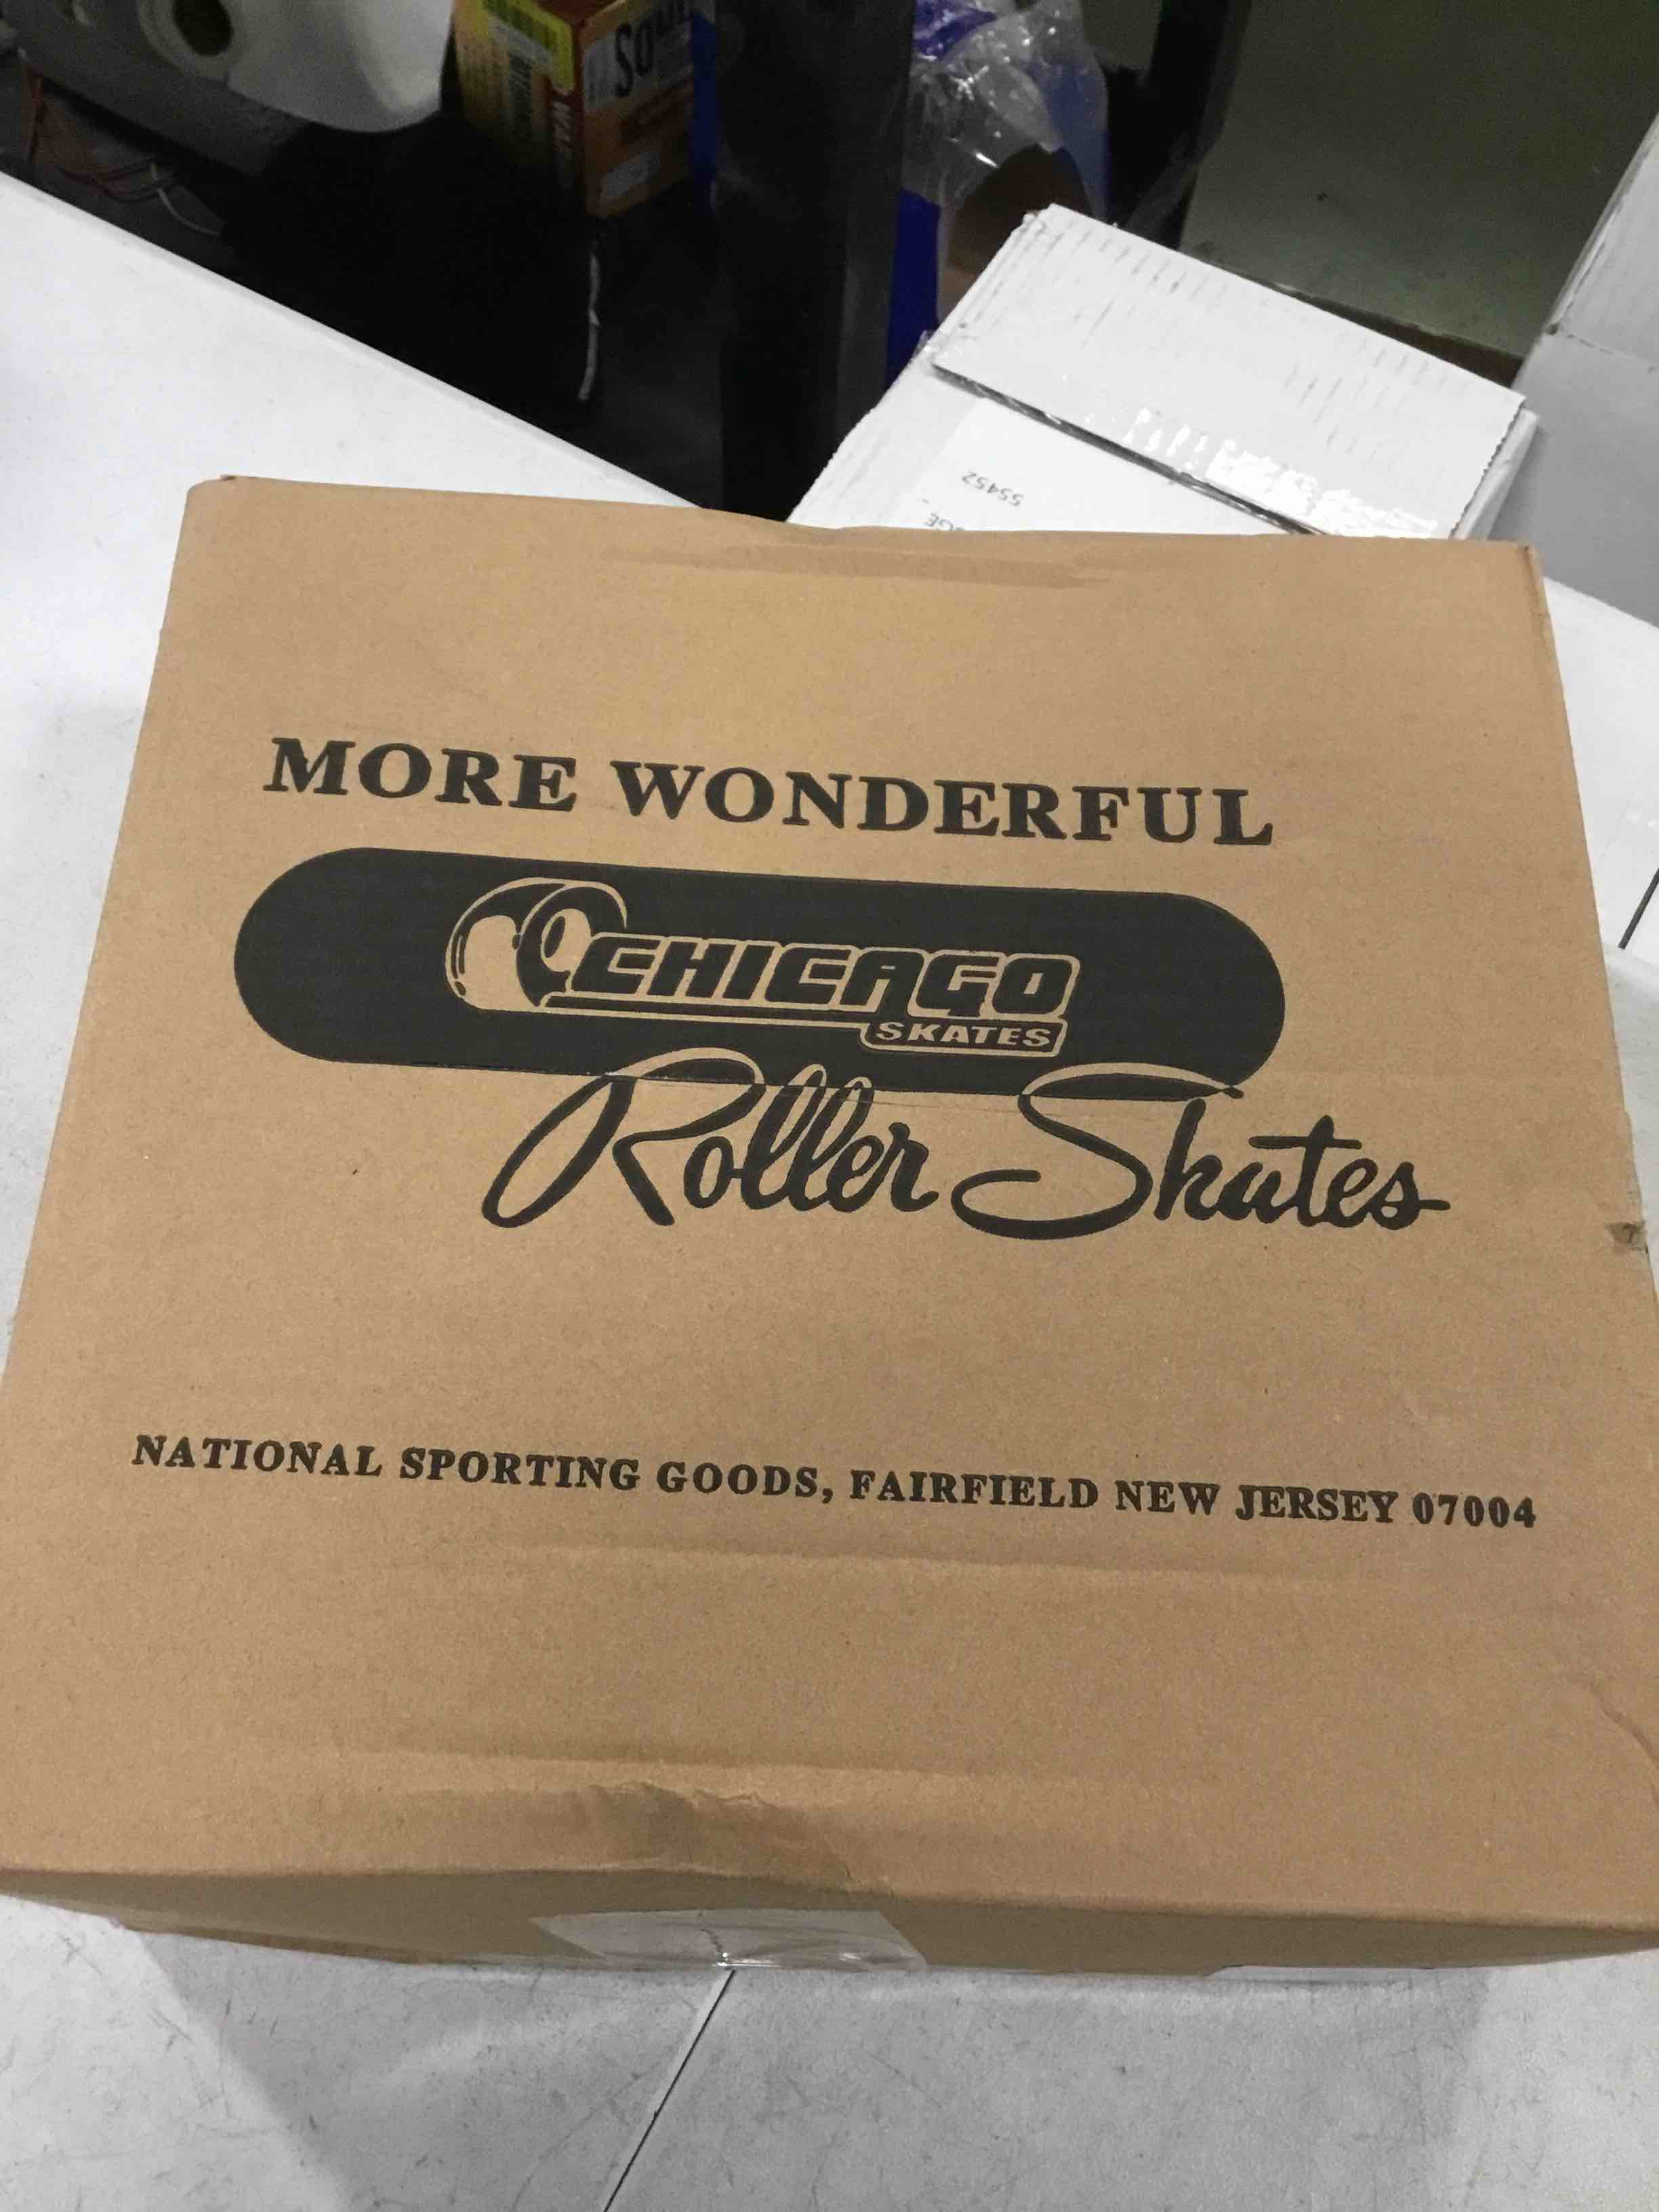 MORE WONDERFUL
CHICAGO
SKATES
Roller Skates
NATIONAL SPORTING GOODS, FAIRFIELD NEW JERSEY 07004
55452